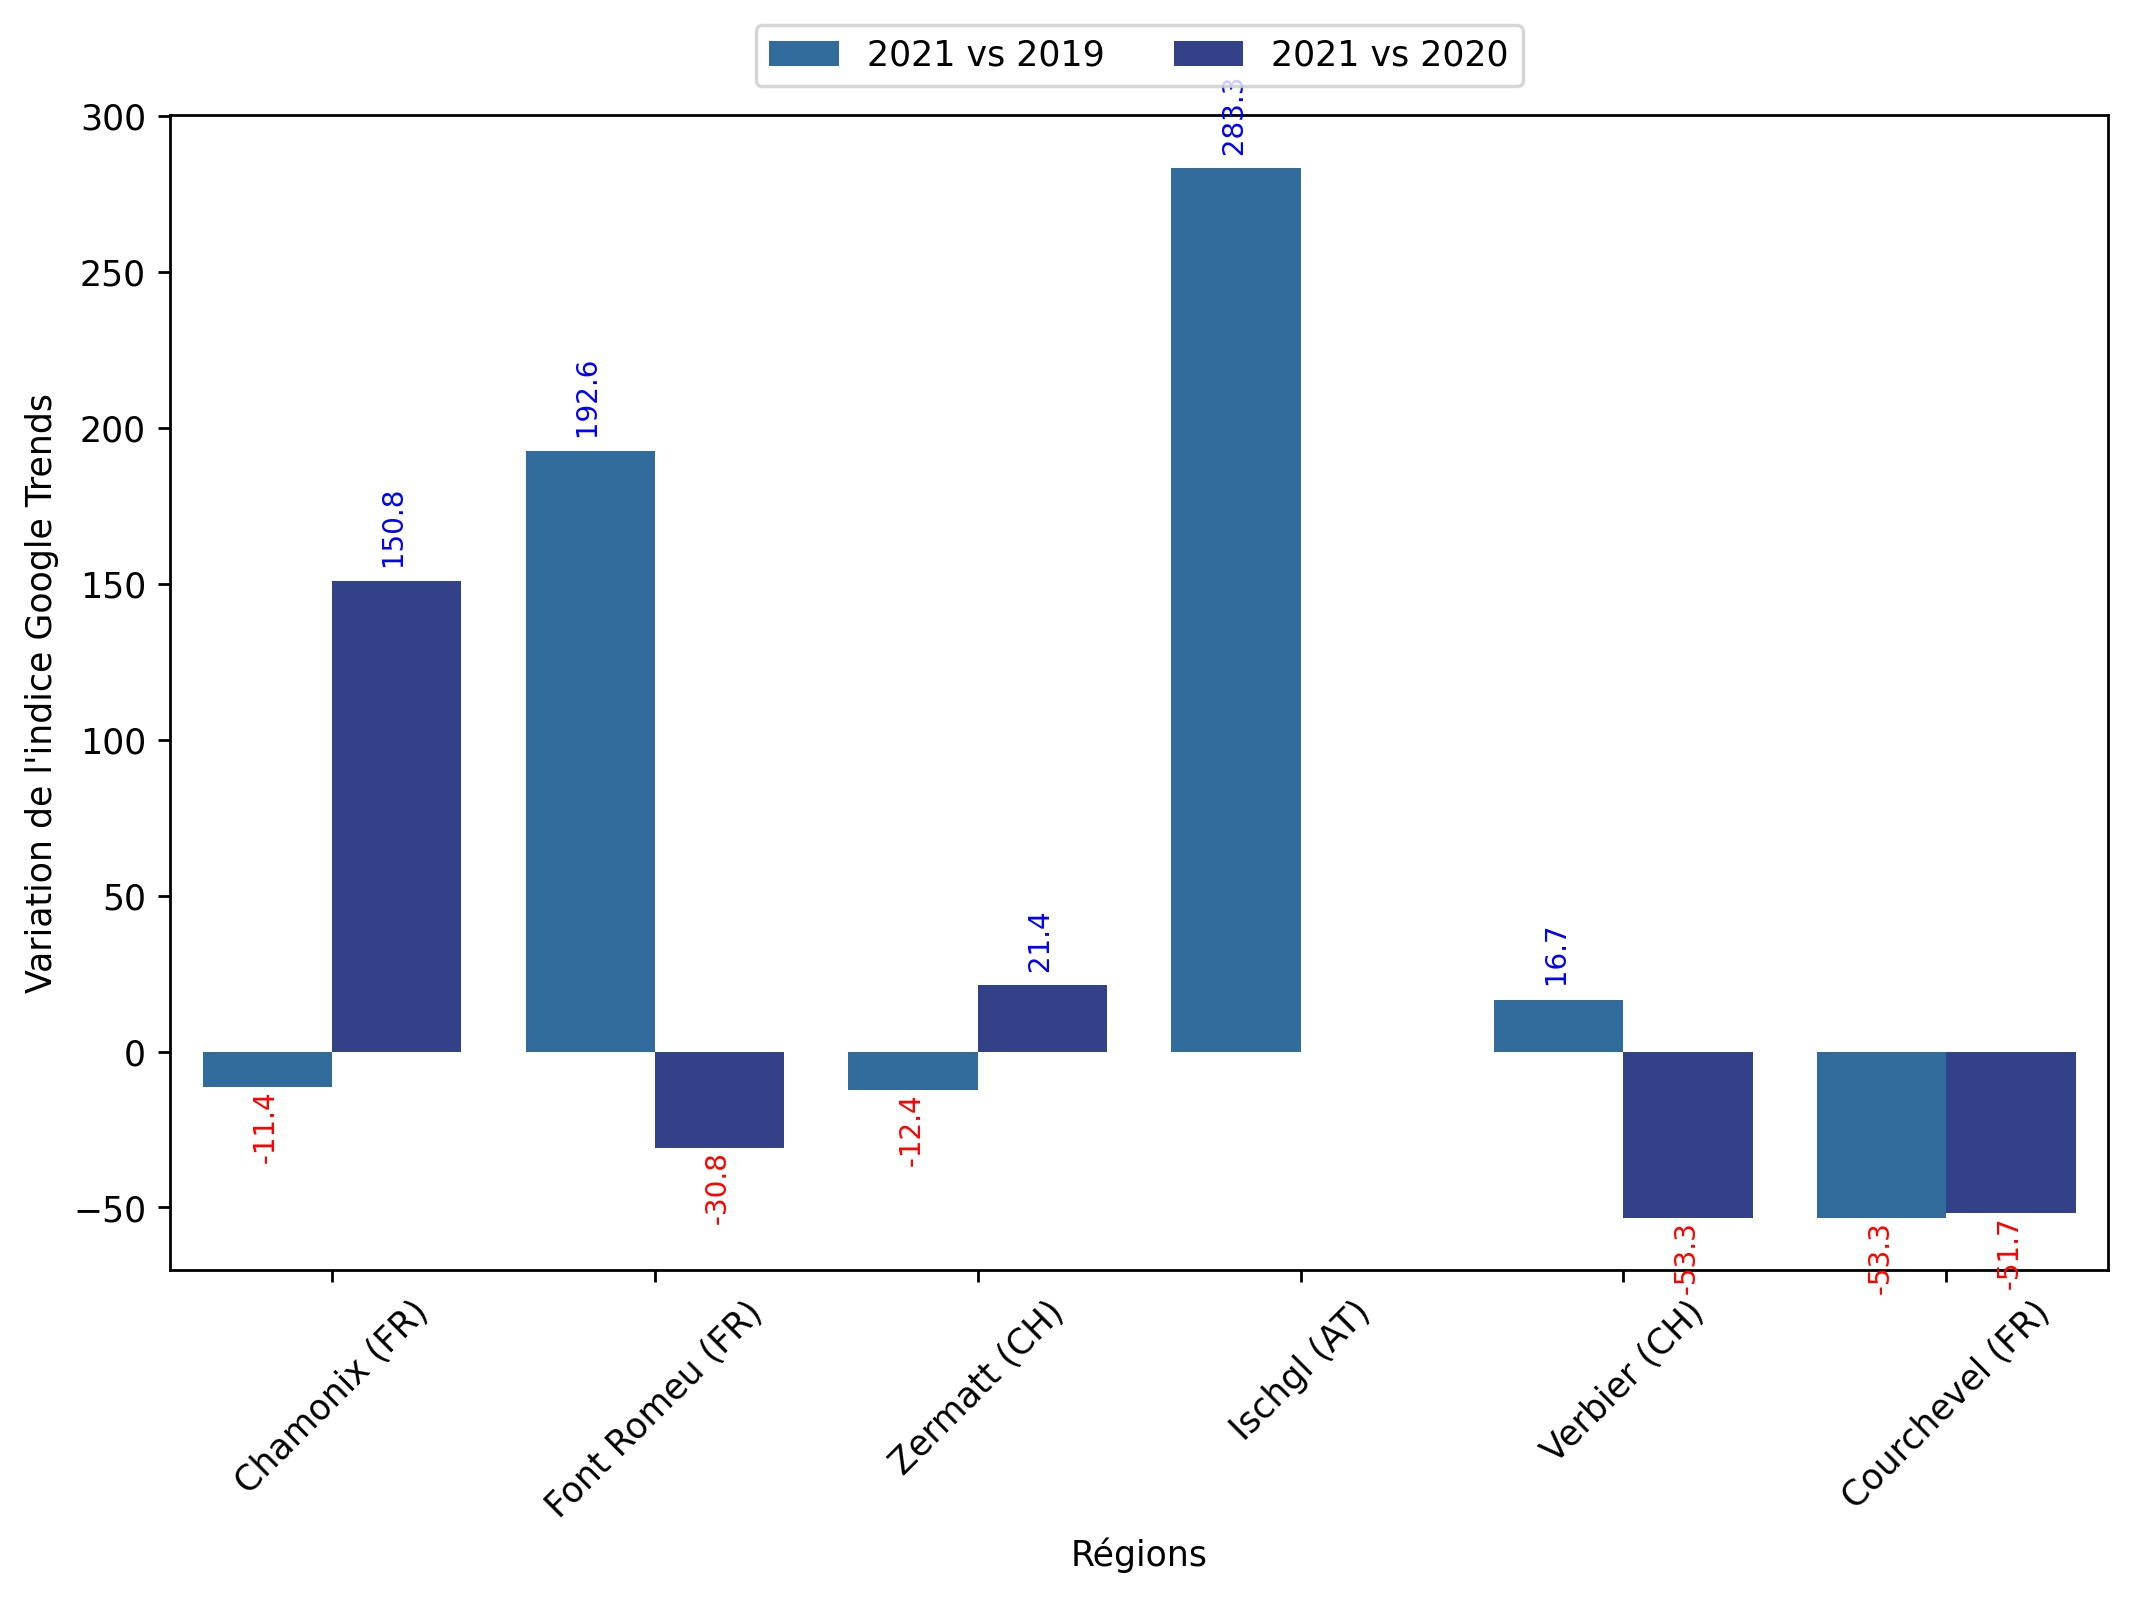 2021 vs 2019
2021 vs 2020
Variation de l'indice Google Trends
300
250
200
150
100
50
0
−50
-11.4
150.8
192.6
-30.8
-12.4
21.4
283.3
16.7
-53.3
-53.3
-51.7
Chamonix (FR)
Font Romeu (FR)
Zermatt (CH)
Ischgl (AT)
Verbier (CH)
Courchevel (FR)
Régions